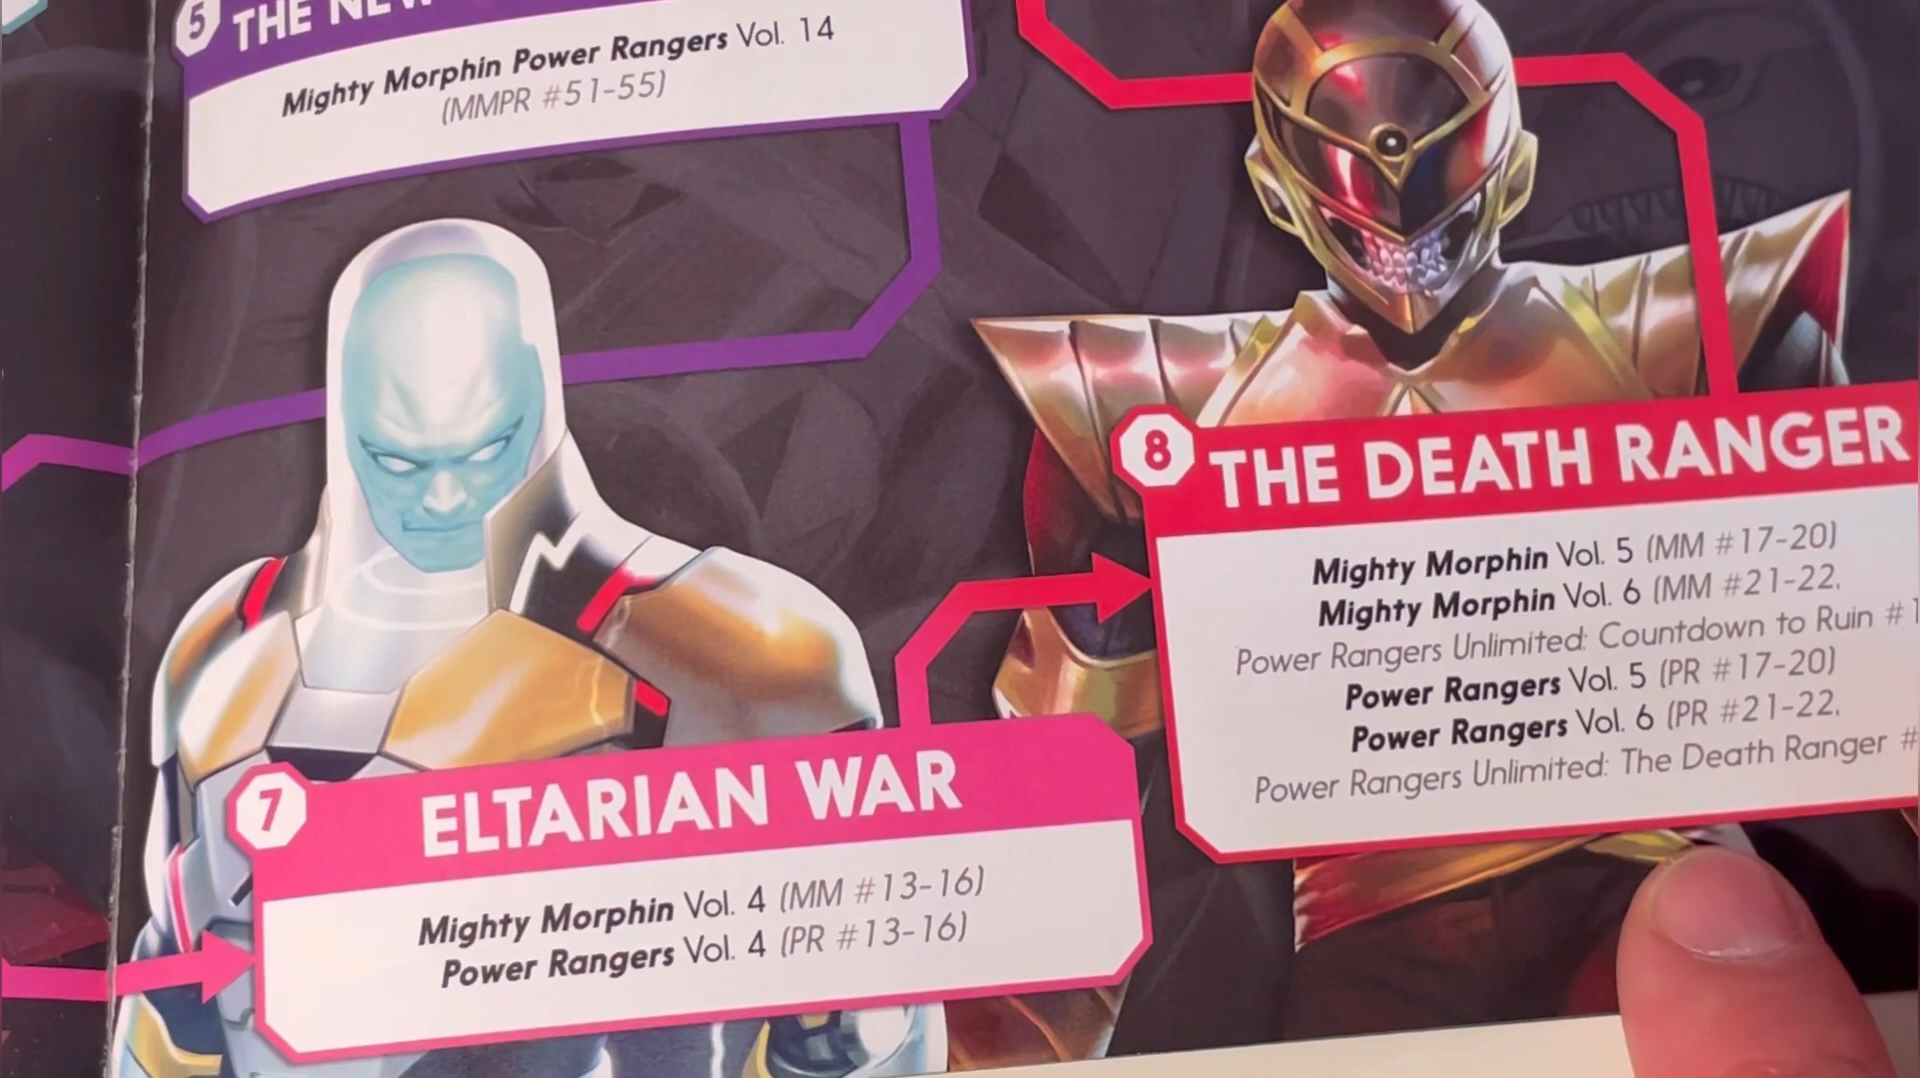 5 THE NEW
Mighty Morphin Power Rangers Vol. 14
(MMPR #51-55)
8 THE DEATH RANGER
Mighty Morphin Vol. 5 (MM #17-20)
Mighty Morphin Vol. 6 (MM #21-22,
Power Rangers Unlimited: Countdown to Ruin #1
Power Rangers Vol. 5 (PR #17-20)
Power Rangers Vol. 6 (PR #21-22,
Power Rangers Unlimited: The Death Ranger #
7 ELTARIAN WAR
Mighty Morphin Vol. 4 (MM #13-16)
Power Rangers Vol. 4 (PR #13-16)